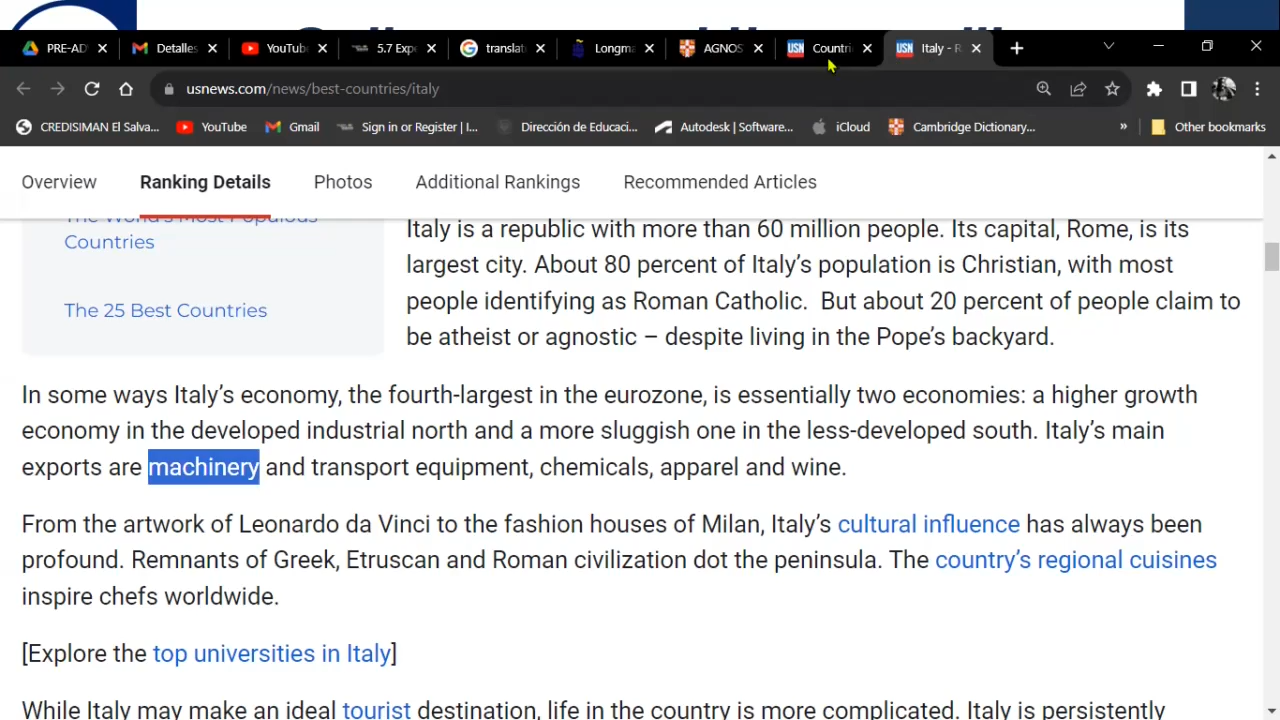 PRE-AD
Detalles
YouTub
5.7 Exp
translat
Longma
AGNOS
Countri
Italy - R
usnews.com/news/best-countries/italy
CREDISIMAN El Salva...
YouTube
Gmail
Sign in or Register | I...
Dirección de Educaci...
Autodesk | Software...
iCloud
Cambridge Dictionary...
»
Other bookmarks
Overview
Ranking Details
Photos
Additional Rankings
Recommended Articles
The World's Most Populous
Countries
The 25 Best Countries
Italy is a republic with more than 60 million people. Its capital, Rome, is its
largest city. About 80 percent of Italy’s population is Christian, with most
people identifying as Roman Catholic. But about 20 percent of people claim to
be atheist or agnostic – despite living in the Pope’s backyard.
In some ways Italy’s economy, the fourth-largest in the eurozone, is essentially two economies: a higher growth
economy in the developed industrial north and a more sluggish one in the less-developed south. Italy’s main
exports are machinery and transport equipment, chemicals, apparel and wine.
From the artwork of Leonardo da Vinci to the fashion houses of Milan, Italy’s cultural influence has always been
profound. Remnants of Greek, Etruscan and Roman civilization dot the peninsula. The country’s regional cuisines
inspire chefs worldwide.
[Explore the top universities in Italy]
While Italy may make an ideal tourist destination, life in the country is more complicated. Italy is persistently